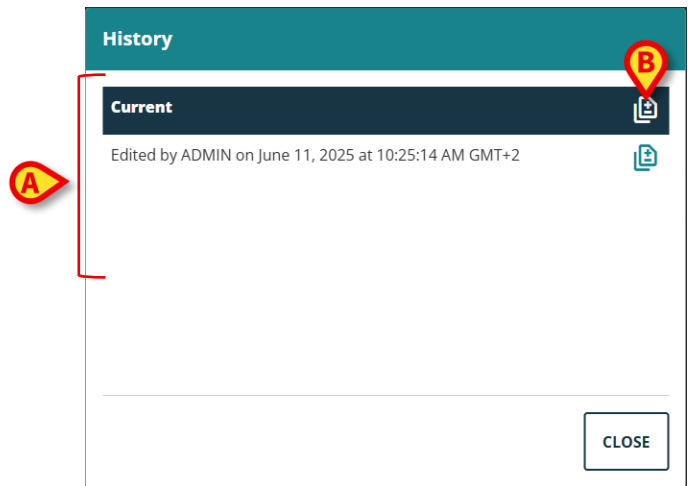 History
B
Current
Edited by ADMIN on June 11, 2025 at 10:25:14 AM GMT+2
A
CLOSE